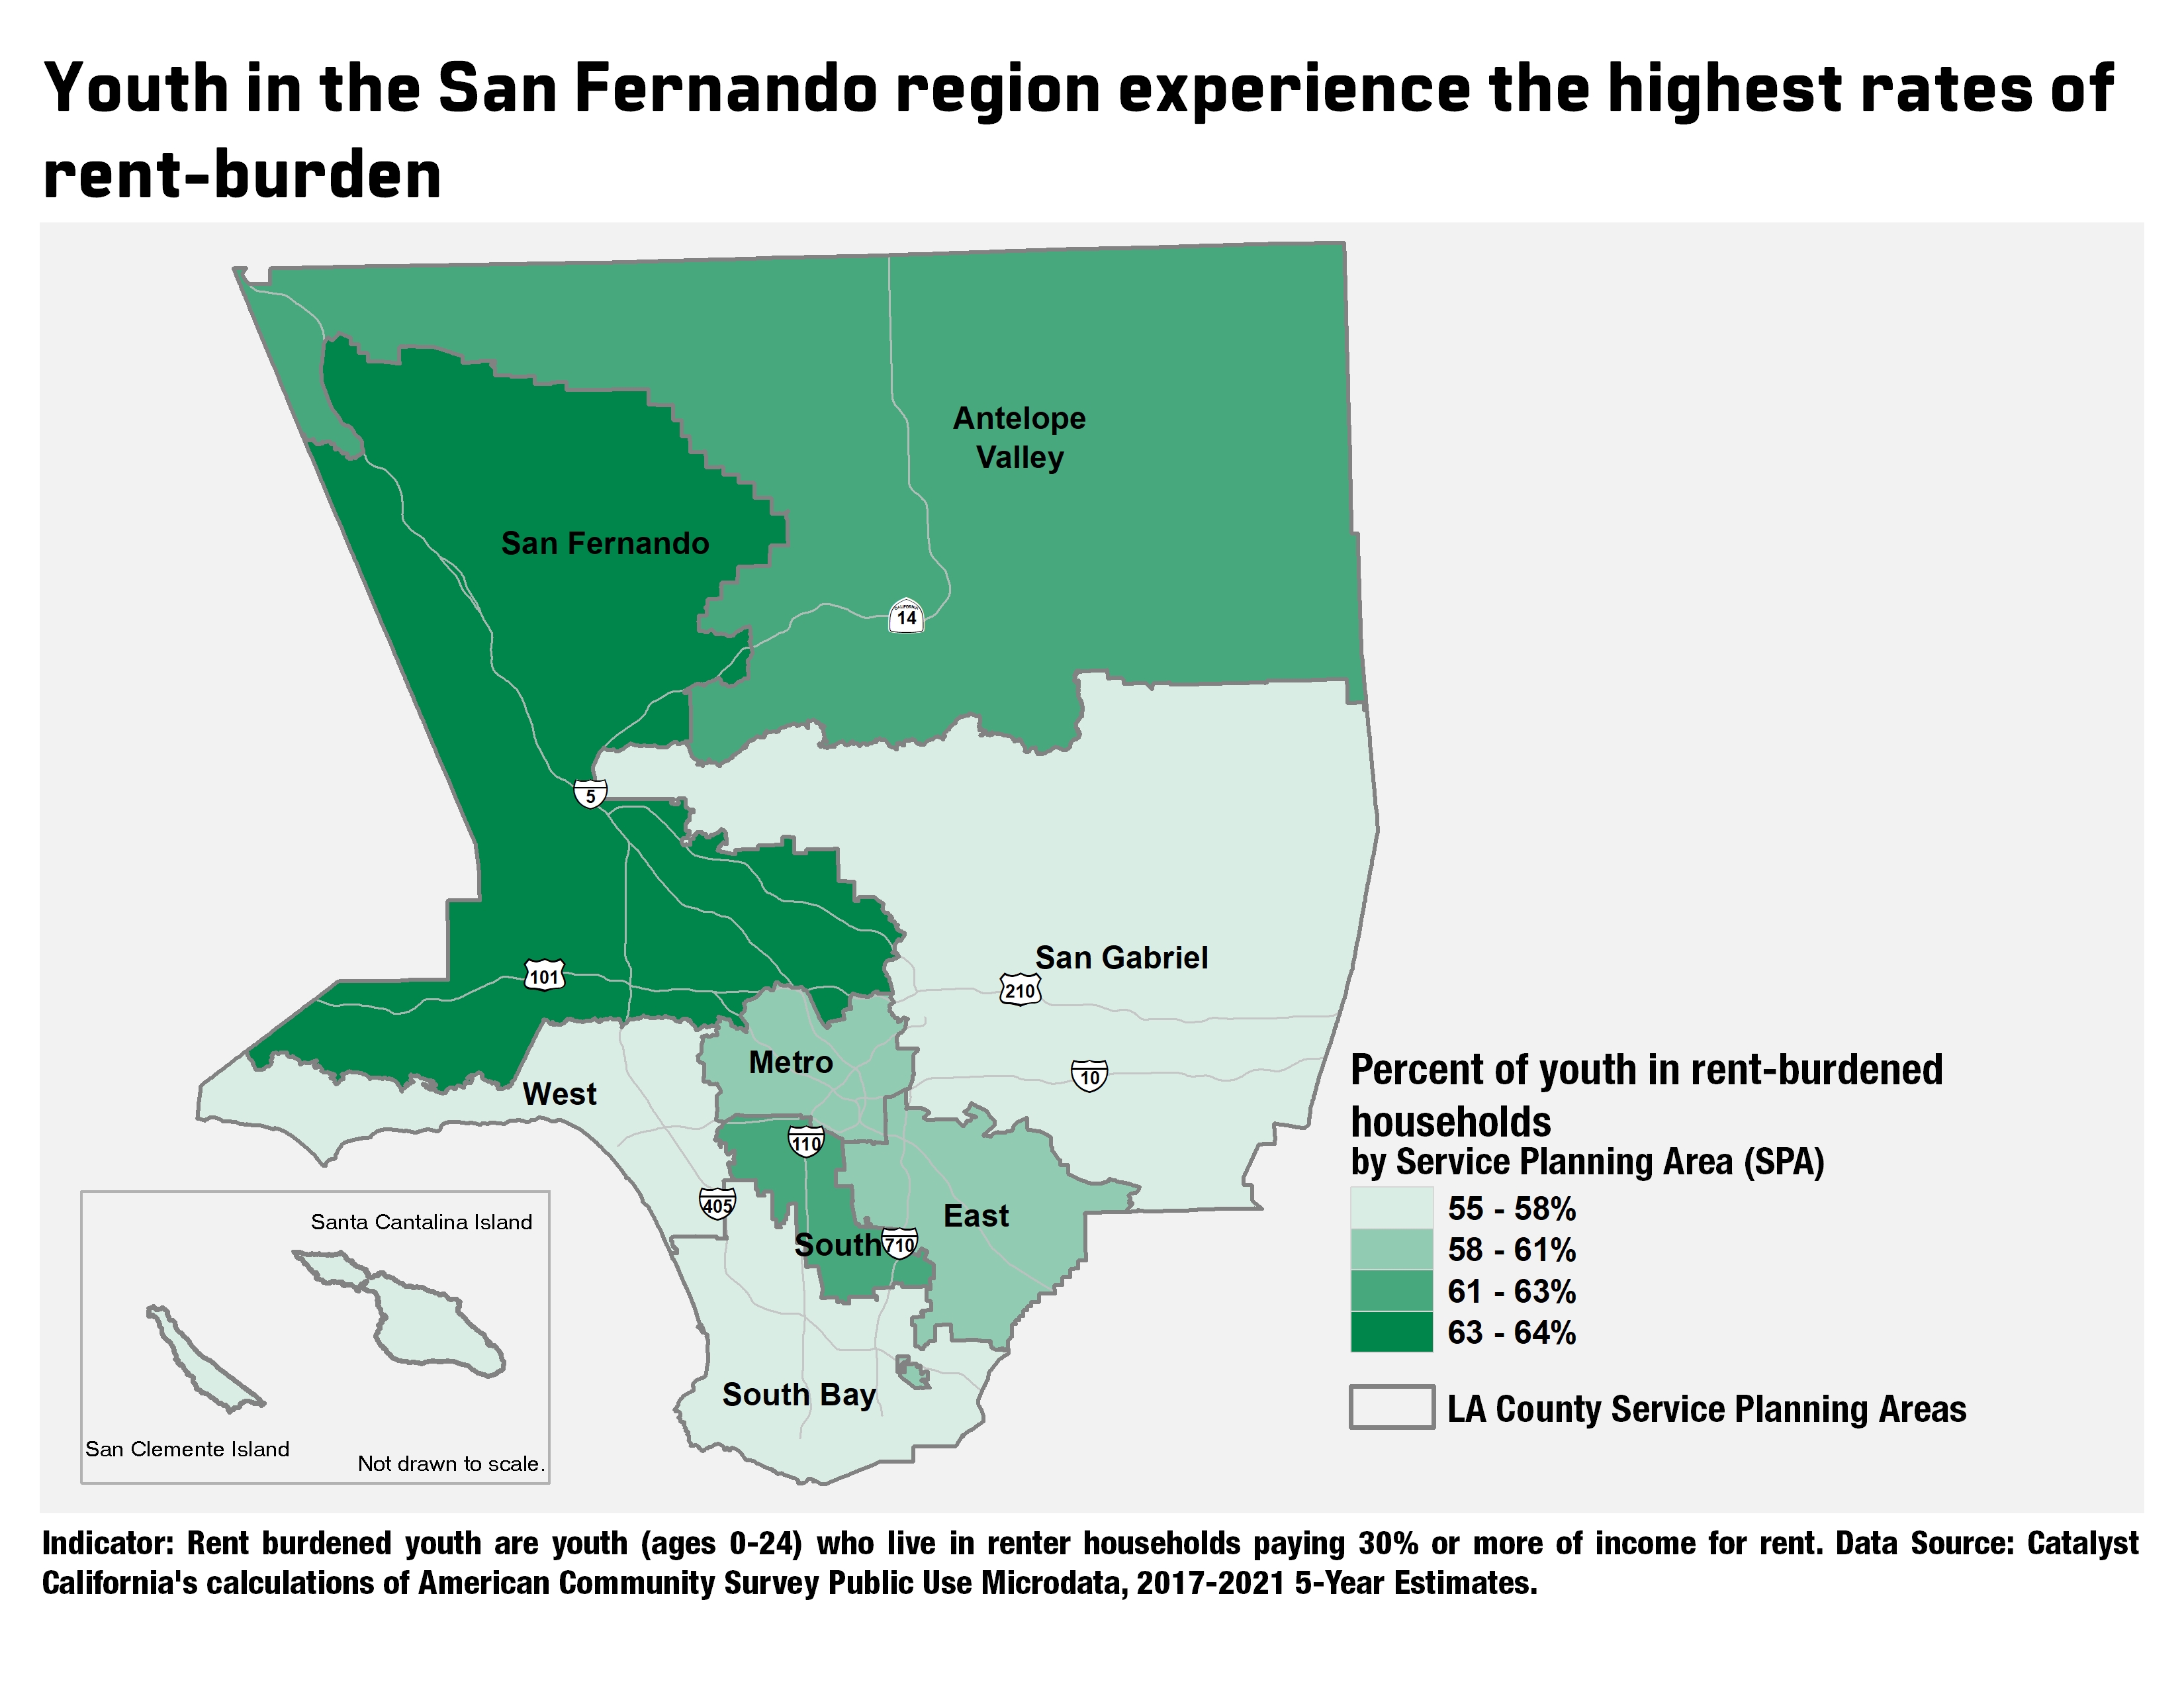 Youth in the San Fernando region experience the highest rates of
rent-burden
Antelope
Valley
San Fernando
CALIFORNIA
14
5
San Gabriel
101
210
Metro
10
West
110
405
East
South
710
South Bay
Santa Cantalina Island
San Clemente Island
Not drawn to scale.
Percent of youth in rent-burdened
households
by Service Planning Area (SPA)
55 - 58%
58 - 61%
61 - 63%
63 - 64%
LA County Service Planning Areas
Indicator: Rent burdened youth are youth (ages 0-24) who live in renter households paying 30% or more of income for rent. Data Source: Catalyst
California's calculations of American Community Survey Public Use Microdata, 2017-2021 5-Year Estimates.